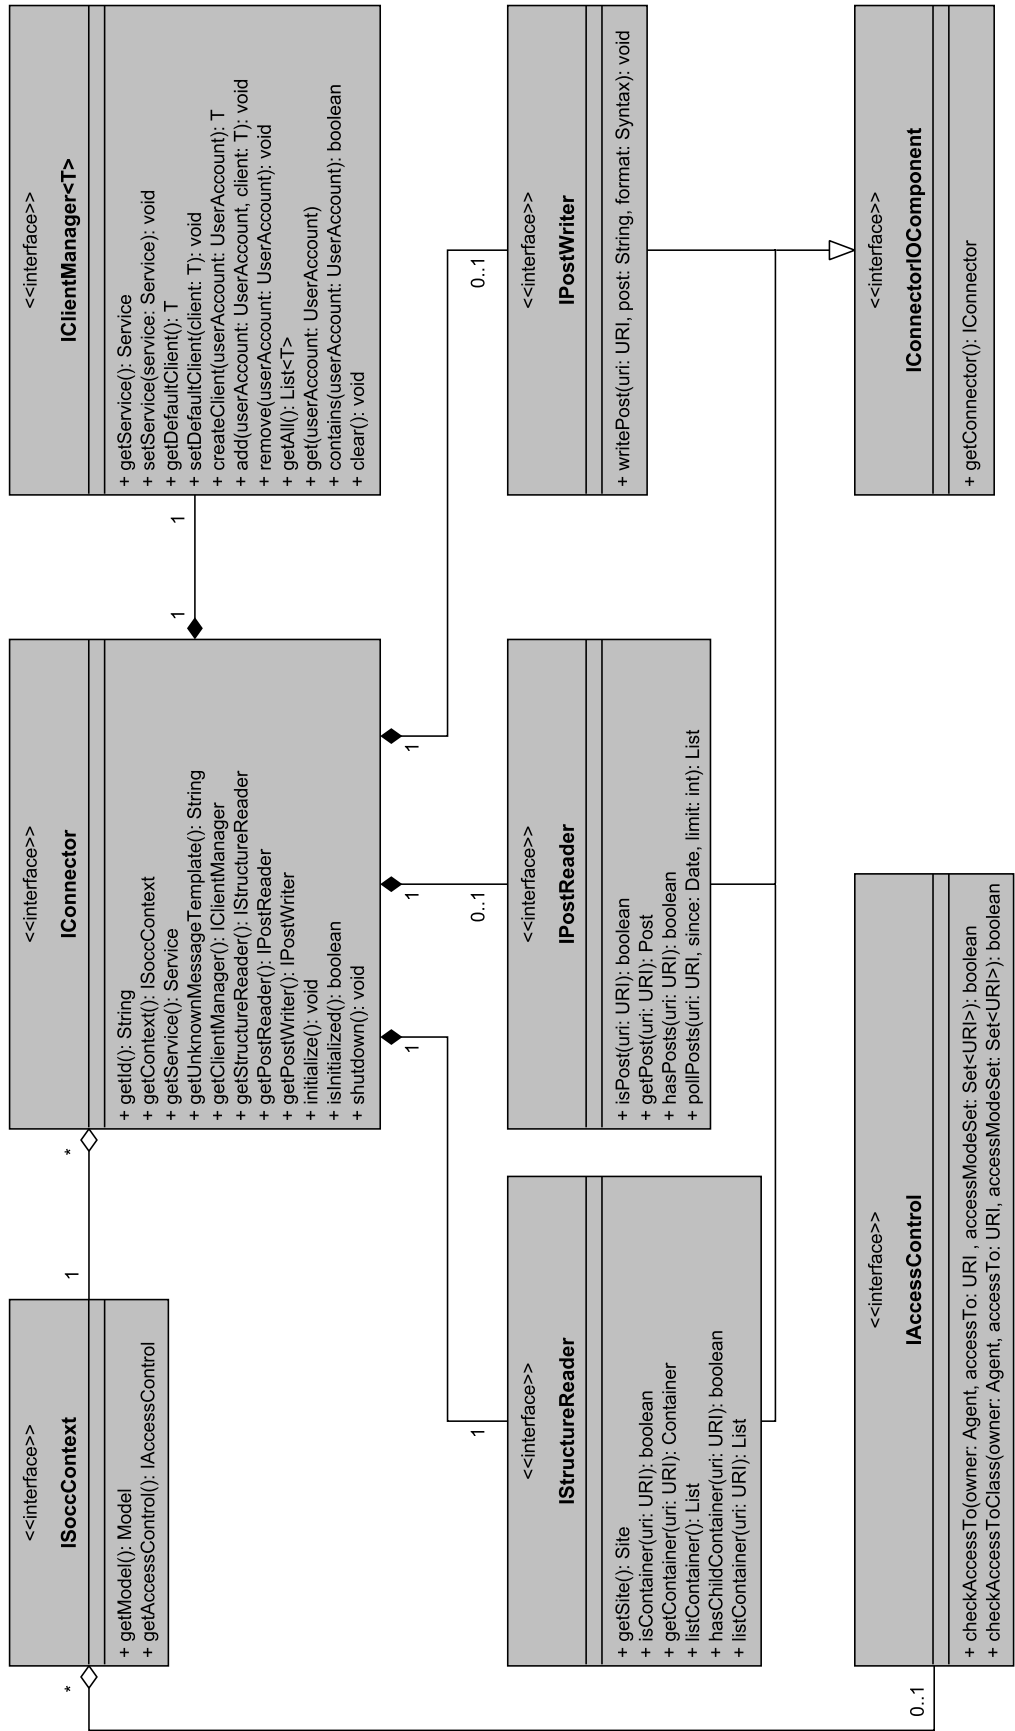 <<interface>>
ISoccContext
+ getModel(): Model
+ getAccessControl(): IAccessControl
*
1
*
<<interface>>
IConnector
+ getId(): String
+ getContext(): ISoccContext
+ getService(): Service
+ getUnknownMessageTemplate(): String
+ getClientManager(): IClientManager
+ getStructureReader(): IStructureReader
+ getPostReader(): IPostReader
+ getPostWriter(): IPostWriter
+ initialize(): void
+ isInitialized(): boolean
+ shutdown(): void
1
1
<<interface>>
IClientManager<T>
+ getService(): Service
+ setService(service: Service): void
+ getDefaultClient(): T
+ setDefaultClient(client: T): void
+ createClient(userAccount: UserAccount): T
+ add(userAccount: UserAccount, client: T): void
+ remove(userAccount: UserAccount): void
+ getAll(): List<T>
+ get(userAccount: UserAccount)
+ contains(userAccount: UserAccount): boolean
+ clear(): void
1
1
1
1
0..1
0..1
<<interface>>
IStructureReader
+ getSite(): Site
+ isContainer(uri: URI): boolean
+ getContainer(uri: URI): Container
+ listContainer(): List
+ hasChildContainer(uri: URI): boolean
+ listContainer(uri: URI): List
<<interface>>
IPostReader
+ isPost(uri: URI): boolean
+ getPost(uri: URI): Post
+ hasPosts(uri: URI): boolean
+ pollPosts(uri: URI, since: Date, limit: int): List
<<interface>>
IPostWriter
+ writePost(uri: URI, post: String, format: Syntax): void
0..1
<<interface>>
IAccessControl
+ checkAccessTo(owner: Agent, accessTo: URI , accessModeSet: Set<URI>): boolean
+ checkAccessToClass(owner: Agent, accessTo: URI, accessModeSet: Set<URI>): boolean
<<interface>>
IConnectorIOComponent
+ getConnector(): IConnector